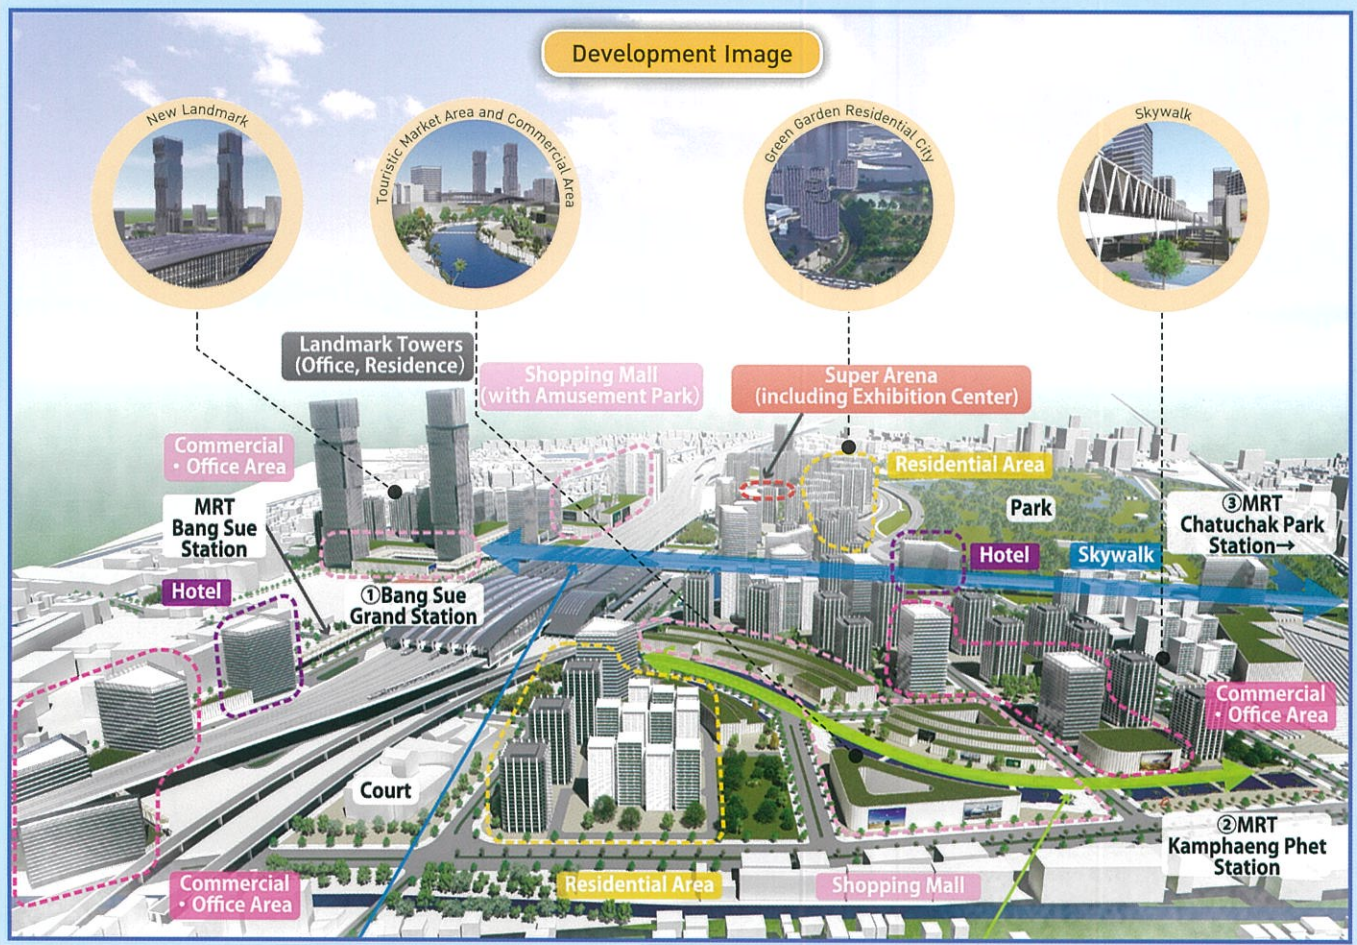 Development Image
New Landmark
Touristic Market Area and Commercial Area
Green Garden Residential City
Skywalk
Landmark Towers
(Office, Residence)
Shopping Mall
(with Amusement Park)
Super Arena
(including Exhibition Center)
Commercial
・Office Area
Residential Area
MRT
Bang Sue
Station
Park
③MRT
Chatuchak Park
Station→
Hotel
Skywalk
Hotel
①Bang Sue
Grand Station
Commercial
・Office Area
Court
②MRT
Kamphaeng Phet
Station
Commercial
・Office Area
Residential Area
Shopping Mall